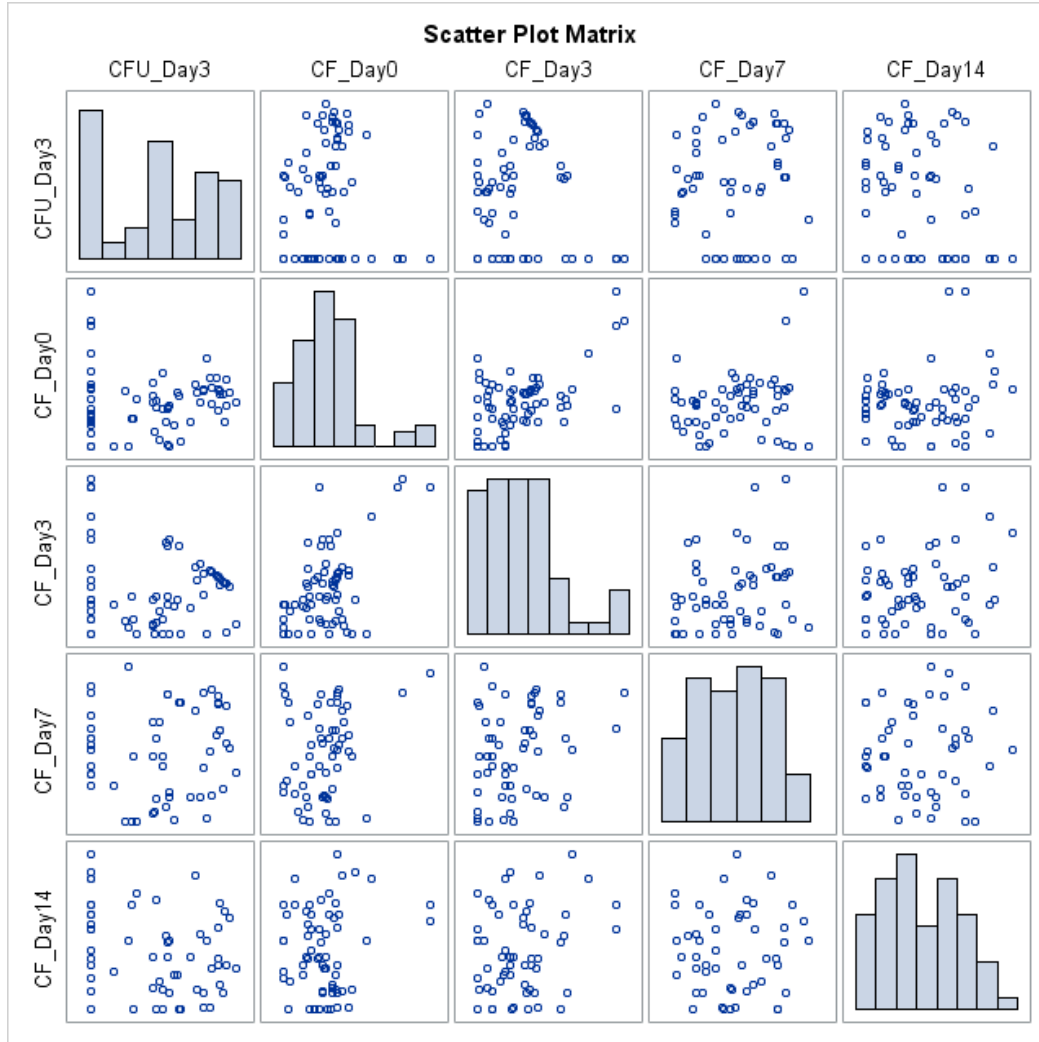 Scatter Plot Matrix
CFU_Day3 CF_Day0 CF_Day3 CF_Day7 CF_Day14
CFU_Day3
CF_Day0
CF_Day3
CF_Day7
CF_Day14